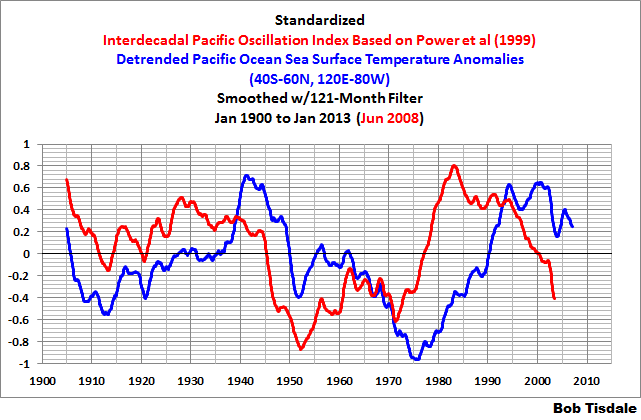 Standardized
Interdecadal Pacific Oscillation Index Based on Power et al (1999)
Detrended Pacific Ocean Sea Surface Temperature Anomalies
(40S-60N, 120E-80W)
Smoothed w/121-Month Filter
Jan 1900 to Jan 2013 (Jun 2008)
1
0.8
0.6
0.4
0.2
0
-0.2
-0.4
-0.6
-0.8
-1
1900 1910 1920 1930 1940 1950 1960 1970 1980 1990 2000 2010
Bob Tisdale